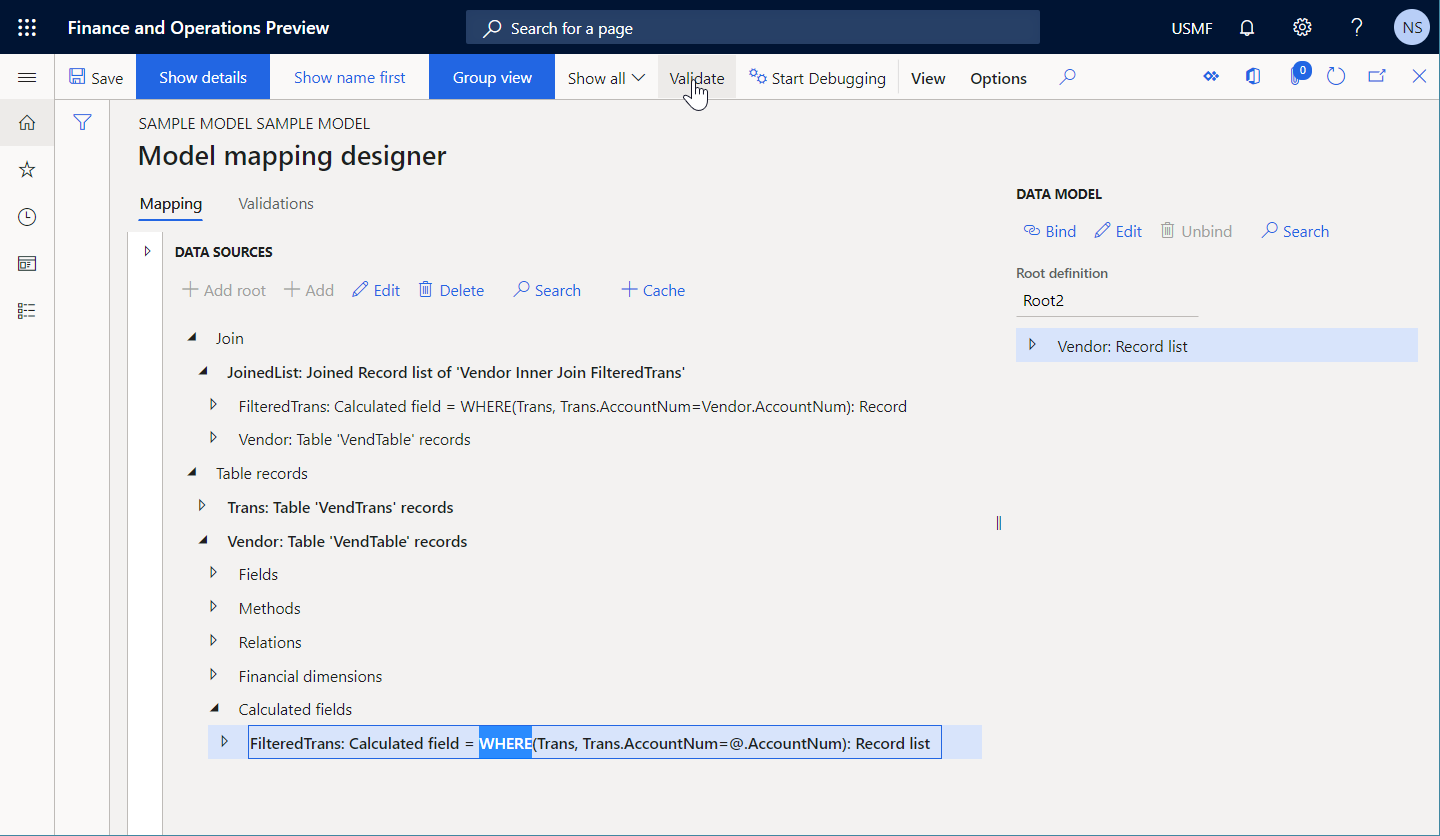 Finance and Operations Preview
Search for a page
USMF
NS
Save
Show details
Show name first
Group view
Show all
Validate
Start Debugging
View
Options
0
SAMPLE MODEL SAMPLE MODEL
Model mapping designer
Mapping
Validations
DATA SOURCES
Add root
Add
Edit
Delete
Search
Cache
Join
JoinedList: Joined Record list of 'Vendor Inner Join FilteredTrans'
FilteredTrans: Calculated field = WHERE(Trans, Trans.AccountNum=Vendor.AccountNum): Record
Vendor: Table 'VendTable' records
Table records
Trans: Table 'VendTrans' records
Vendor: Table 'VendTable' records
Fields
Methods
Relations
Financial dimensions
Calculated fields
FilteredTrans: Calculated field = WHERE(Trans, Trans.AccountNum=@.AccountNum): Record list
DATA MODEL
Bind
Edit
Unbind
Search
Root definition
Root2
Vendor: Record list